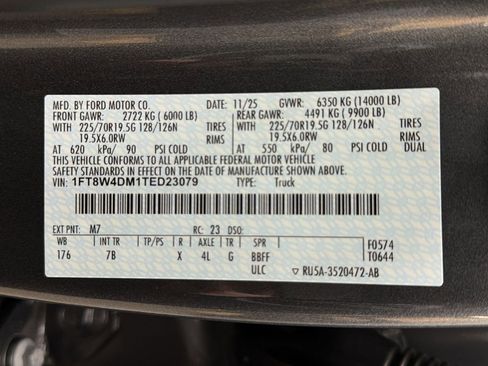 MFD. BY FORD MOTOR CO. DATE: 11/25 GVWR: 6350 KG (14000 LB)
FRONT GAWR: 2722 KG ( 6000 LB) REAR GAWR: 4491 KG ( 9900 LB)
WITH 225/70R19.5G 128/126N TIRES WITH 225/70R19.5G 128/126N TIRES
19.5X6.0RW RIMS 19.5X6.0RW RIMS
AT 620 kPa/ 90 PSI COLD AT 550 kPa/ 80 PSI COLD DUAL
THIS VEHICLE CONFORMS TO ALL APPLICABLE FEDERAL MOTOR VEHICLE
SAFETY STANDARDS IN EFFECT ON THE DATE OF MANUFACTURE SHOWN ABOVE.
VIN: 1FT8W4DM1TED23079 TYPE: Truck
EXT PNT: M7 RC: 23 DSO:
WB INT TR TP/PS R AXLE TR SPR F0574
176 7B X 4L G BBFF T0644
ULC RU5A-3520472-AB